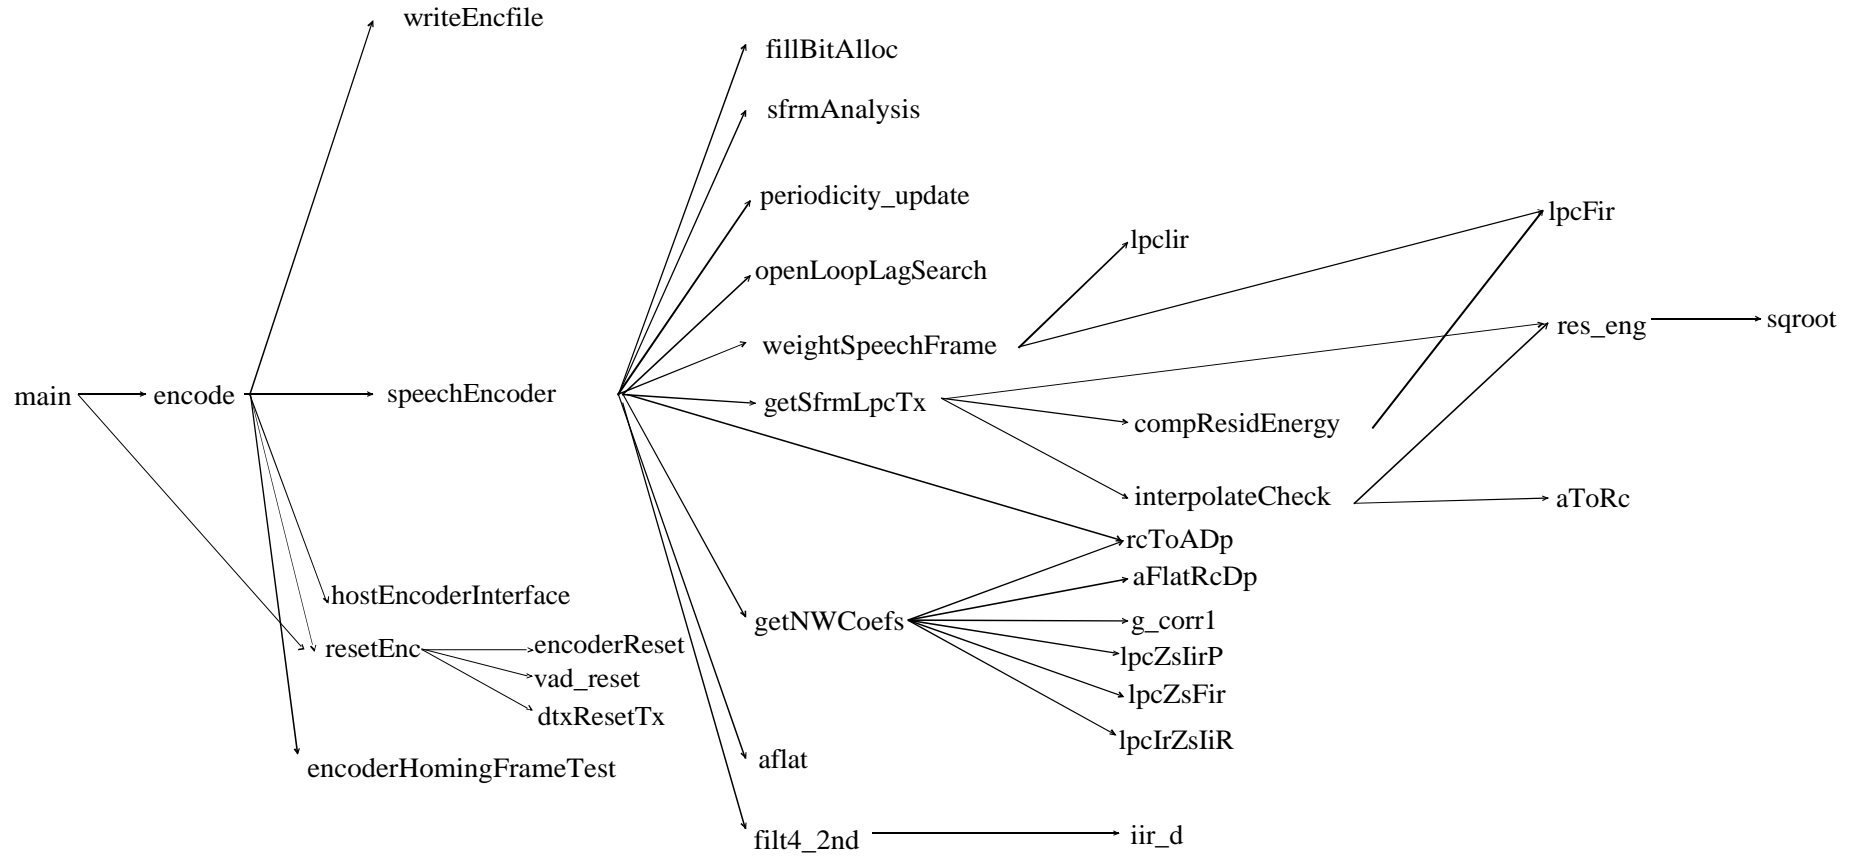 writeEncfile
fillBitAlloc
sfrmAnalysis
periodicity_update
lpcFir
lpclir
openLoopLagSearch
res_eng
sqroot
weightSpeechFrame
main
encode
speechEncoder
getSfrmLpcTx
compResidEnergy
interpolateCheck
aToRc
rcToADp
aFlatRcDp
hostEncoderInterface
getNWCoefs
g_corr1
resetEnc
encoderReset
lpcZsIirP
vad_reset
lpcZsFir
dtxResetTx
lpcIrZsIiR
aflat
encoderHomingFrameTest
filt4_2nd
iir_d